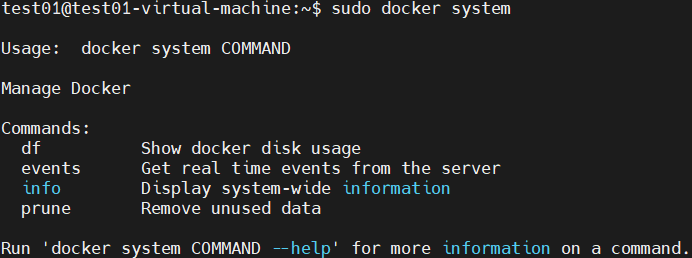 test01@test01-virtual-machine:~$ sudo docker system
Usage:  docker system COMMAND
Manage Docker
Commands:
  df          Show docker disk usage
  events      Get real time events from the server
  info        Display system-wide information
  prune       Remove unused data
Run 'docker system COMMAND --help' for more information on a command.